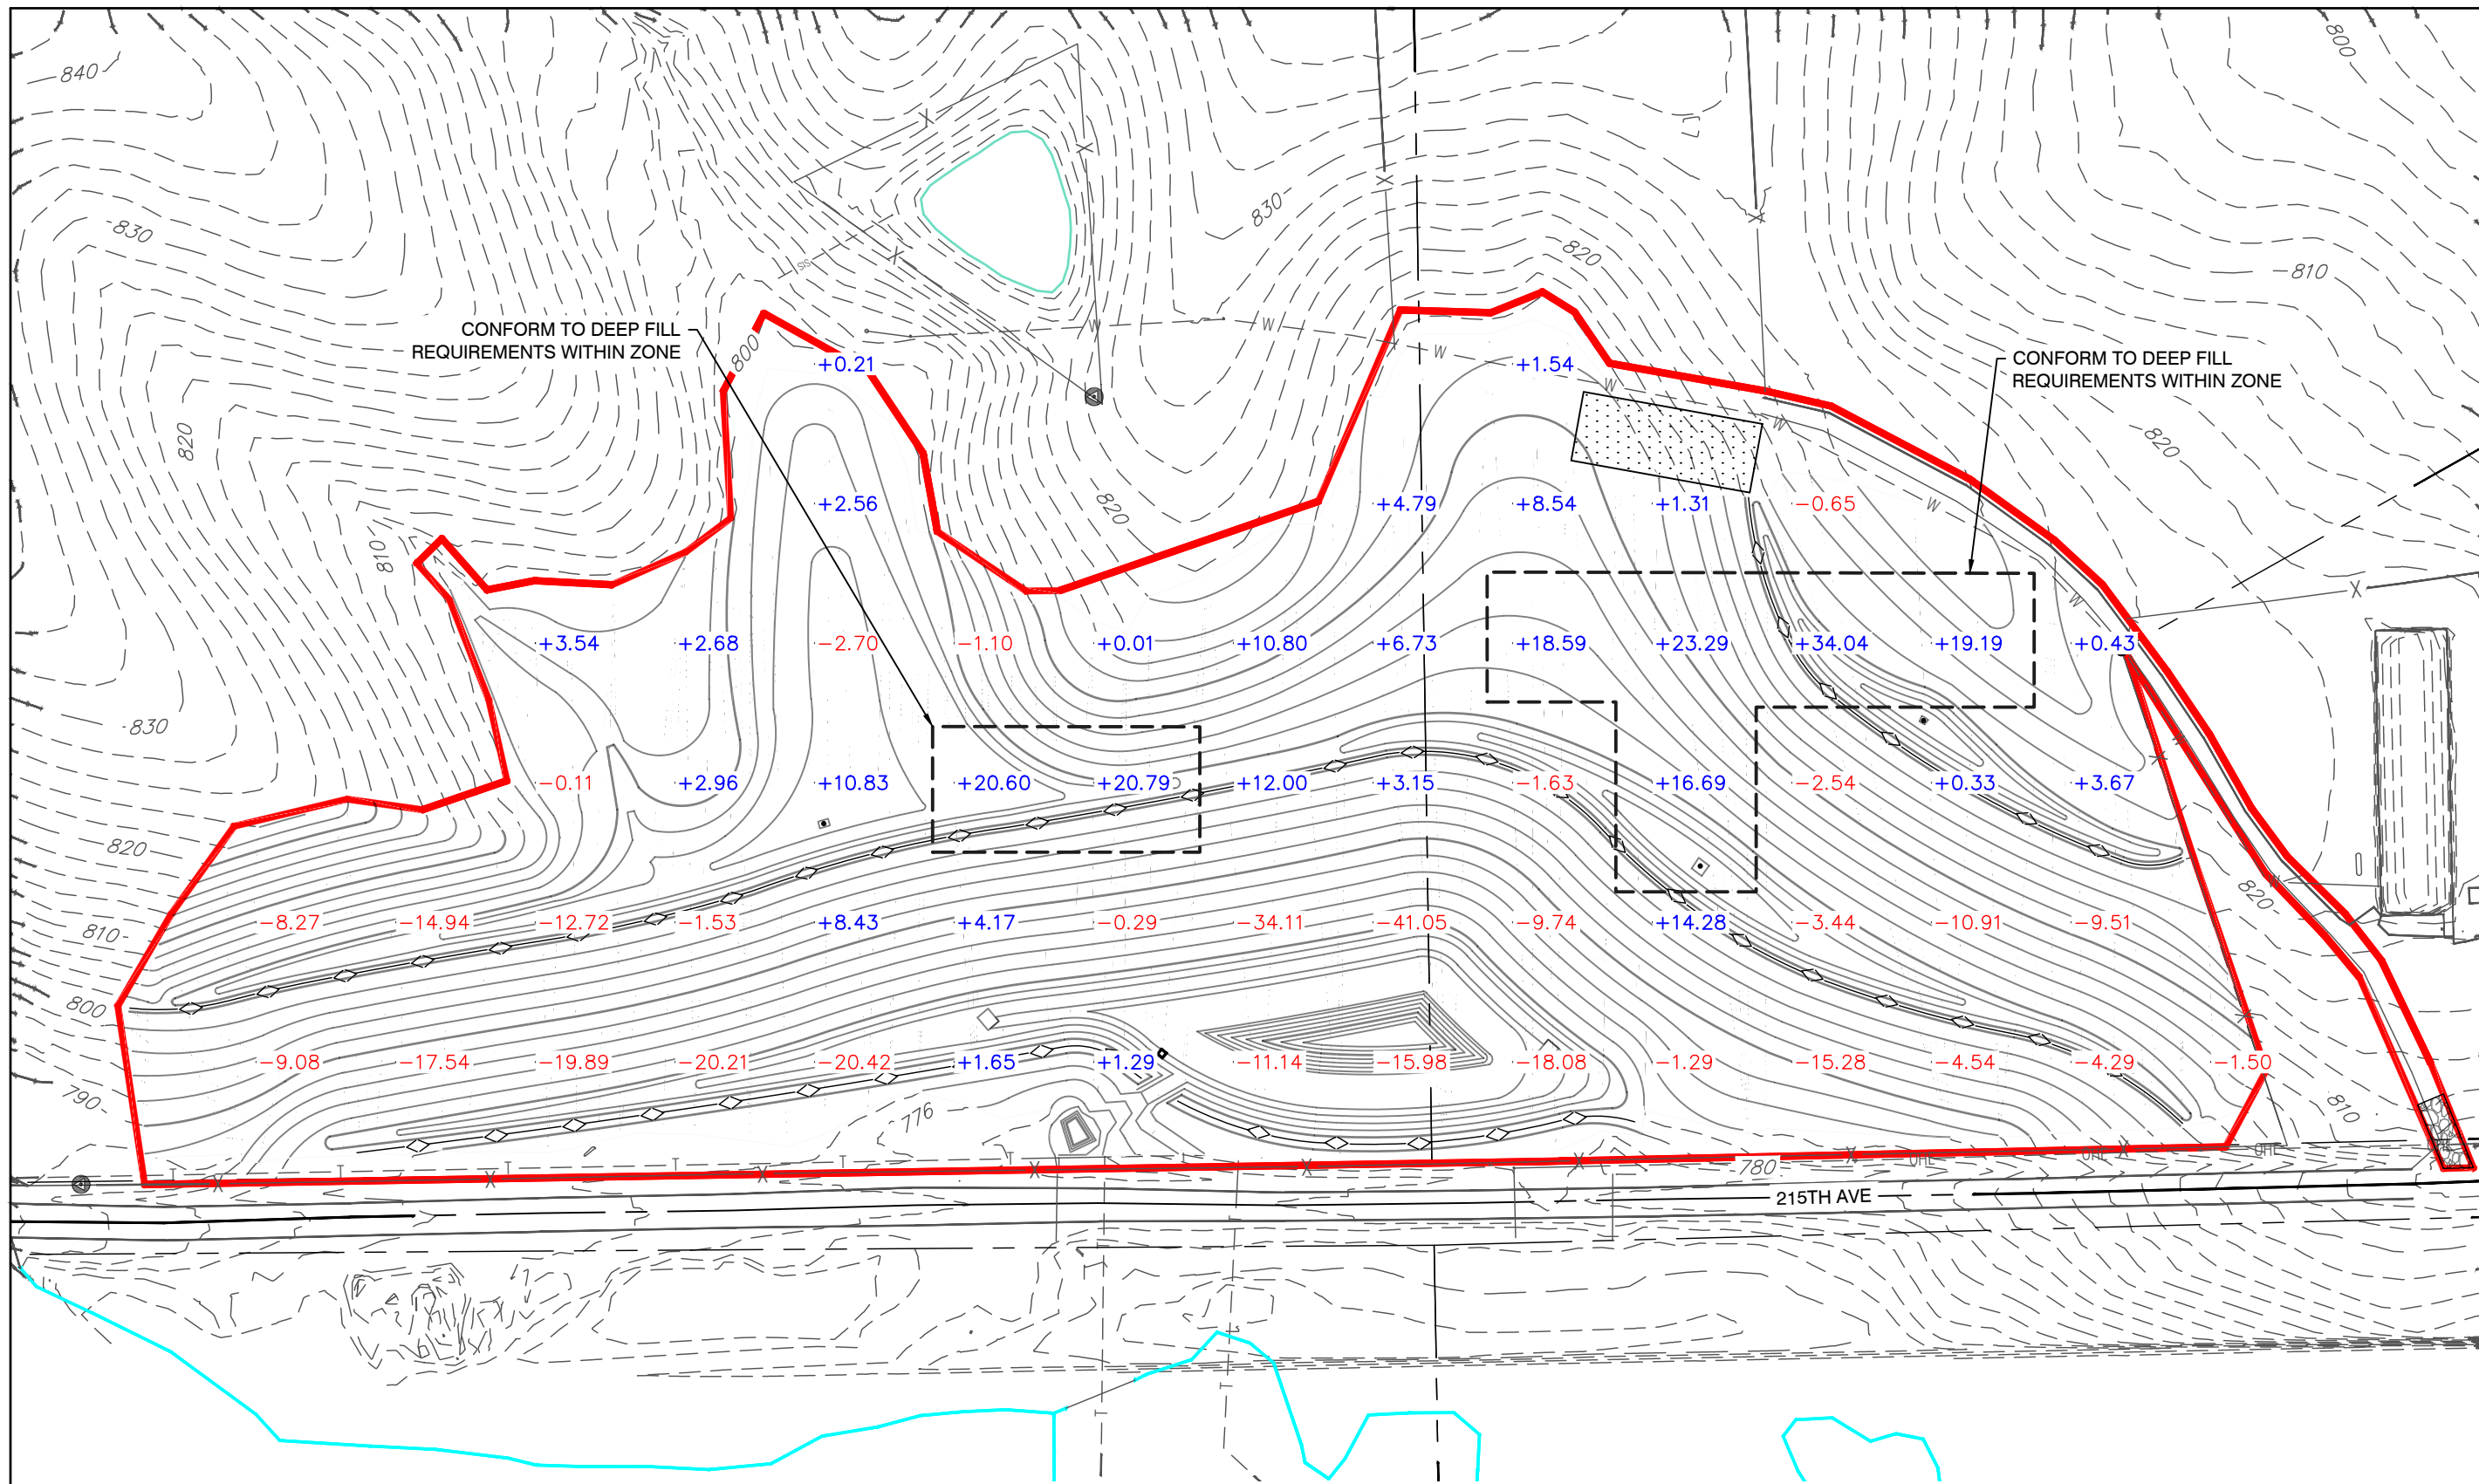 840
800
830
830
820
810
SIS
CONFORM TO DEEP FILL
REQUIREMENTS WITHIN ZONE
800
W
W
W
CONFORM TO DEEP FILL
REQUIREMENTS WITHIN ZONE
+0.21
+1.54
W
W
820
820
820
810
+2.56
+4.79
+8.54
+1.31
−0.65
W
W
+3.54
+2.68
−2.70
−1.10
+0.01
+10.80
+6.73
+18.59
+23.29
+34.04
+19.19
+0.43
830
W
−0.11
+2.96
+10.83
+20.60
+20.79
+12.00
+3.15
−1.63
+16.69
−2.54
+0.33
+3.67
820
W
820
810
−8.27
−14.94
−12.72
−1.53
+8.43
+4.17
−0.29
−34.11
−41.05
−9.74
+14.28
−3.44
−10.91
−9.51
800
−9.08
−17.54
−19.89
−20.21
−20.42
+1.65
+1.29
−11.14
−15.98
−18.08
−1.29
−15.28
−4.54
−4.29
−1.50
790
776
810
T
T
T
T
T
T
T
780
OHL
OHL
OHL
215TH AVE
T
T
T
T